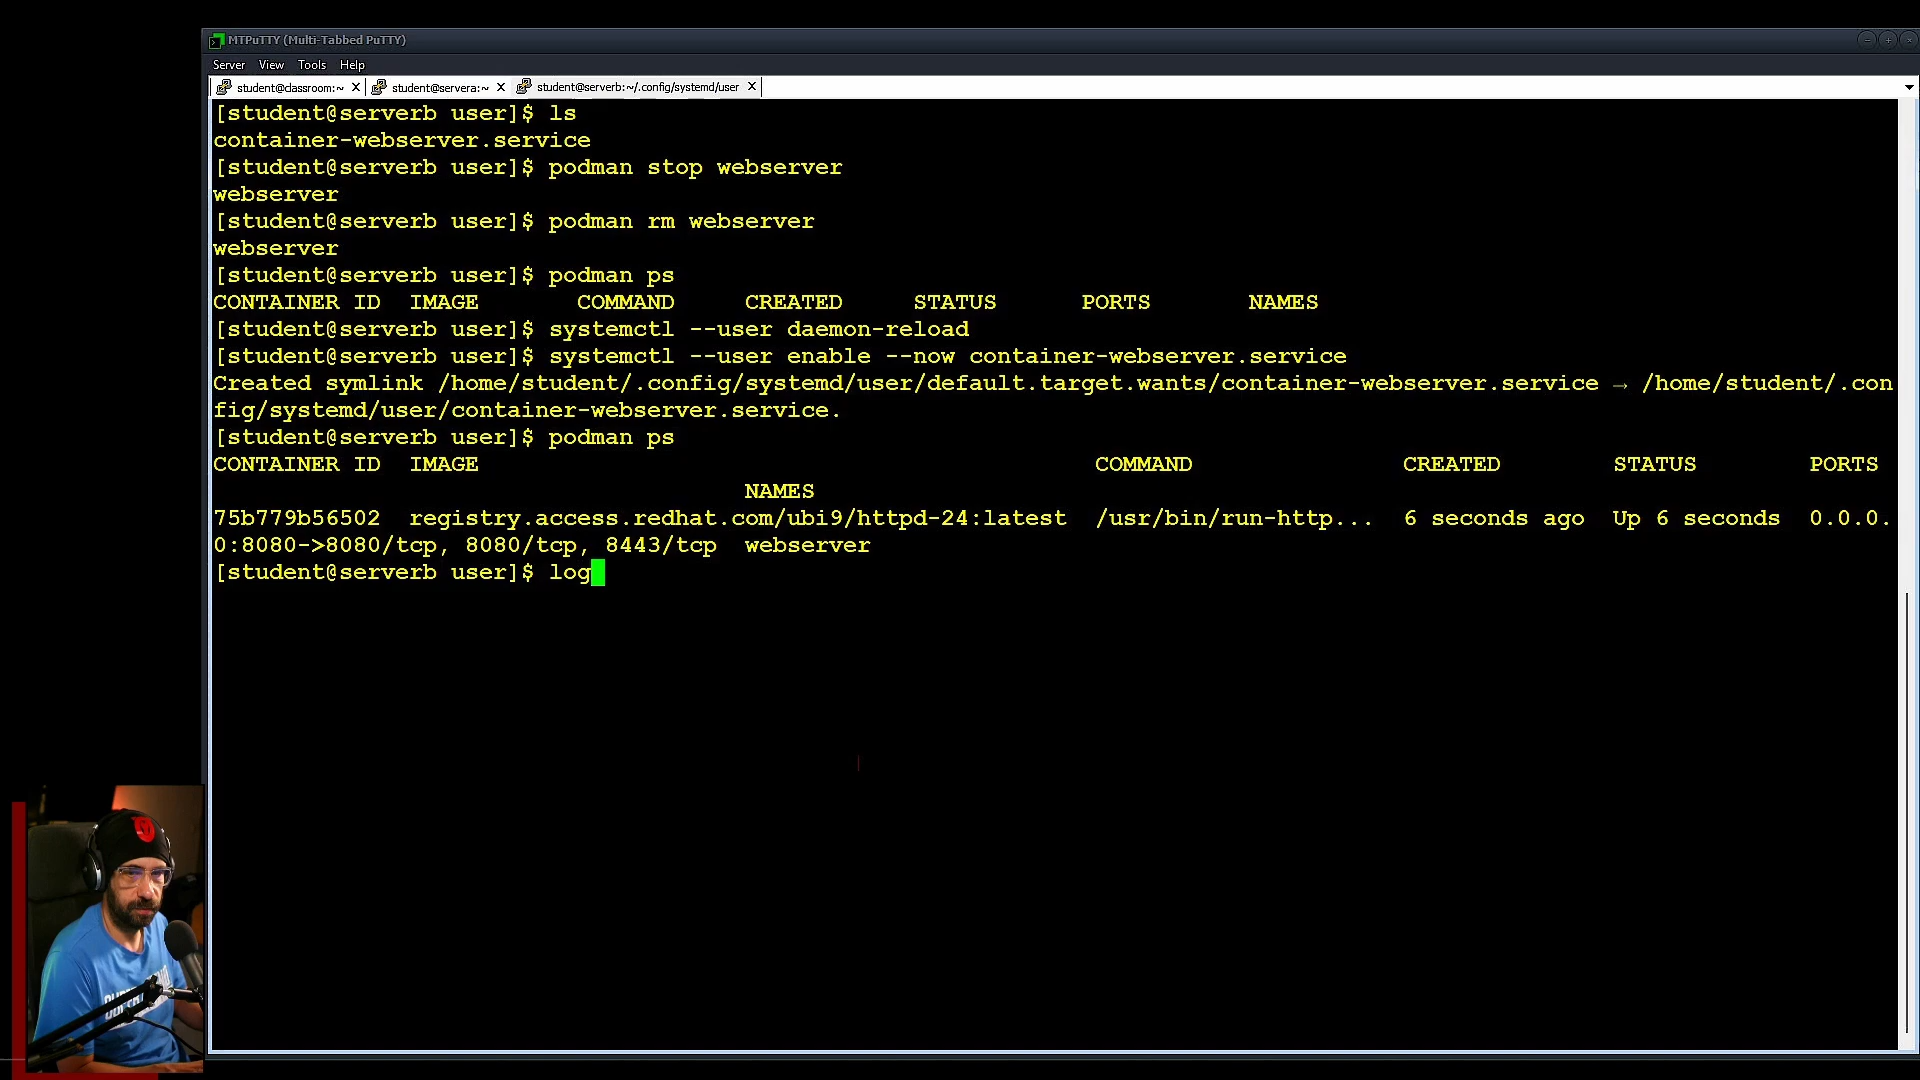 MTPuTTY (Multi-Tabbed PuTTY)
Server View Tools Help
student@classroom:~ student@servera:~ student@serverb:~/.config/systemd/user
[student@serverb user]$ ls
container-webserver.service
[student@serverb user]$ podman stop webserver
webserver
[student@serverb user]$ podman rm webserver
webserver
[student@serverb user]$ podman ps
CONTAINER ID IMAGE COMMAND CREATED STATUS PORTS NAMES
[student@serverb user]$ systemctl --user daemon-reload
[student@serverb user]$ systemctl --user enable --now container-webserver.service
Created symlink /home/student/.config/systemd/user/default.target.wants/container-webserver.service → /home/student/.con
fig/systemd/user/container-webserver.service.
[student@serverb user]$ podman ps
CONTAINER ID IMAGE COMMAND CREATED STATUS PORTS
NAMES
75b779b56502 registry.access.redhat.com/ubi9/httpd-24:latest /usr/bin/run-http... 6 seconds ago Up 6 seconds 0.0.0.
0:8080->8080/tcp, 8080/tcp, 8443/tcp webserver
[student@serverb user]$ log